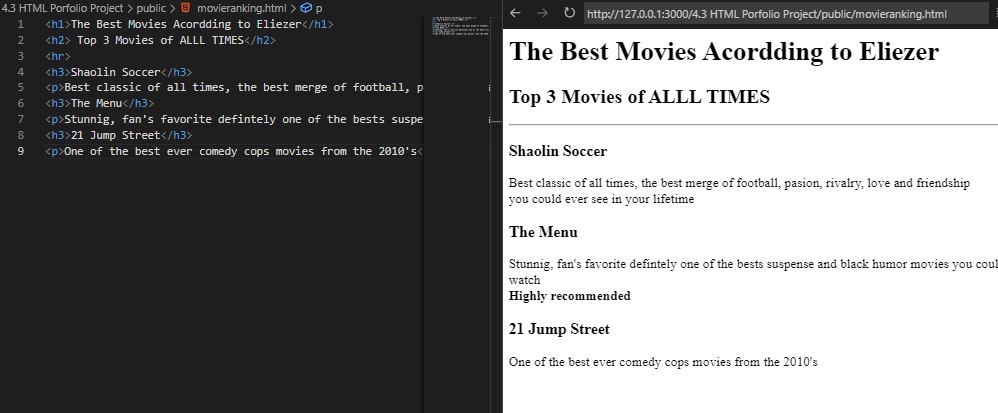 4.3 HTML Porfolio Project > public > movieranking.html > p
1 <h1>The Best Movies Acordding to Eliezer</h1>
2 <h2> Top 3 Movies of ALLL TIMES</h2>
3 <hr>
4 <h3>Shaolin Soccer</h3>
5 <p>Best classic of all times, the best merge of football, p
6 <h3>The Menu</h3>
7 <p>Stunnig, fan's favorite defintely one of the bests suspe
8 <h3>21 Jump Street</h3>
9 <p>One of the best ever comedy cops movies from the 2010's<
http://127.0.0.1:3000/4.3 HTML Porfolio Project/public/movieranking.html
The Best Movies Acordding to Eliezer
Top 3 Movies of ALLL TIMES
Shaolin Soccer
Best classic of all times, the best merge of football, pasion, rivalry, love and friendship
you could ever see in your lifetime
The Menu
Stunnig, fan's favorite defintely one of the bests suspense and black humor movies you coul
watch
Highly recommended
21 Jump Street
One of the best ever comedy cops movies from the 2010's